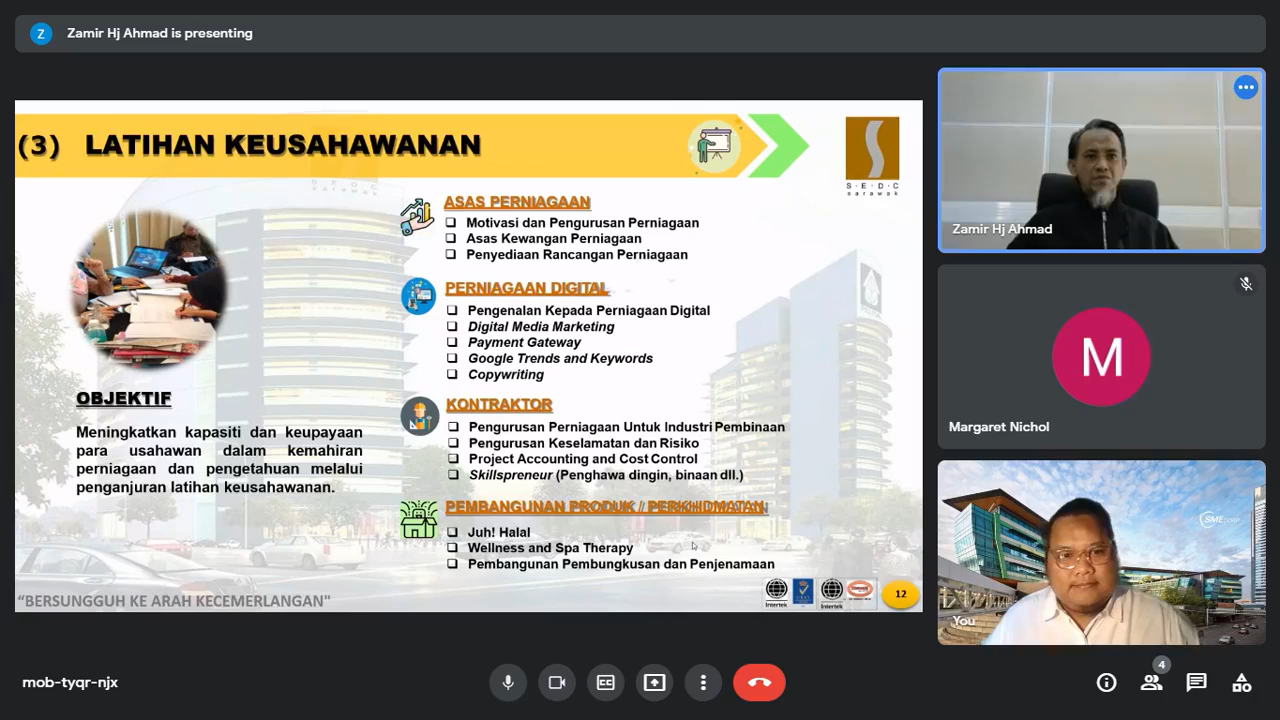 Z
Zamir Hj Ahmad is presenting
(3) LATIHAN KEUSAHAWANAN
S·E·D·C
sarawak
OBJEKTIF
Meningkatkan kapasiti dan keupayaan
para usahawan dalam kemahiran
perniagaan dan pengetahuan melalui
penganjuran latihan keusahawanan.
ASAS PERNIAGAAN
❑ Motivasi dan Pengurusan Perniagaan
❑ Asas Kewangan Perniagaan
❑ Penyediaan Rancangan Perniagaan
PERNIAGAAN DIGITAL
❑ Pengenalan Kepada Perniagaan Digital
❑ Digital Media Marketing
❑ Payment Gateway
❑ Google Trends and Keywords
❑ Copywriting
KONTRAKTOR
❑ Pengurusan Perniagaan Untuk Industri Pembinaan
❑ Pengurusan Keselamatan dan Risiko
❑ Project Accounting and Cost Control
❑ Skillspreneur (Penghawa dingin, binaan dll.)
PEMBANGUNAN PRODUK / PERKHIDMATAN
❑ Juh! Halal
❑ Wellness and Spa Therapy
❑ Pembangunan Pembungkusan dan Penjenamaan
"BERSUNGGUH KE ARAH KECEMERLANGAN"
Intertek
Intertek
12
Zamir Hj Ahmad
M
Margaret Nichol
SME CORP
You
mob-tyqr-njx
CC
4